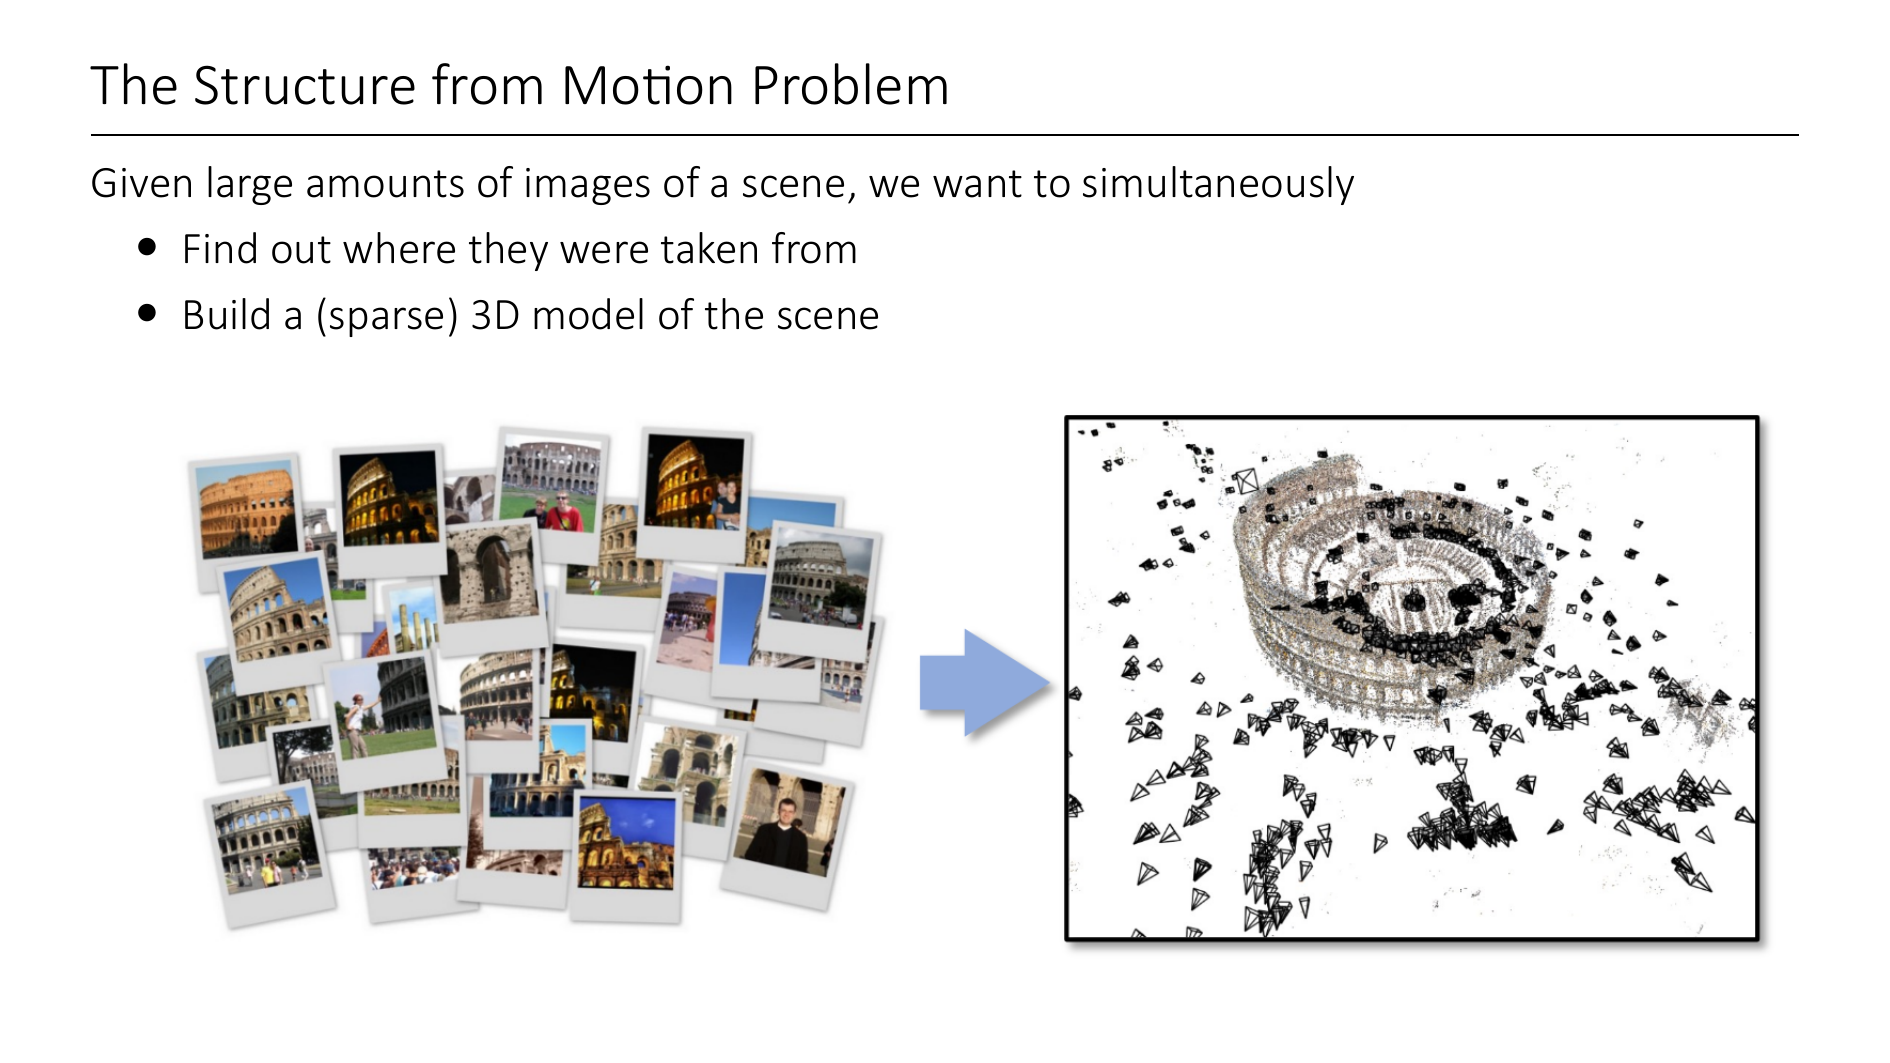 The Structure from Motion Problem
Given large amounts of images of a scene, we want to simultaneously
● Find out where they were taken from
● Build a (sparse) 3D model of the scene